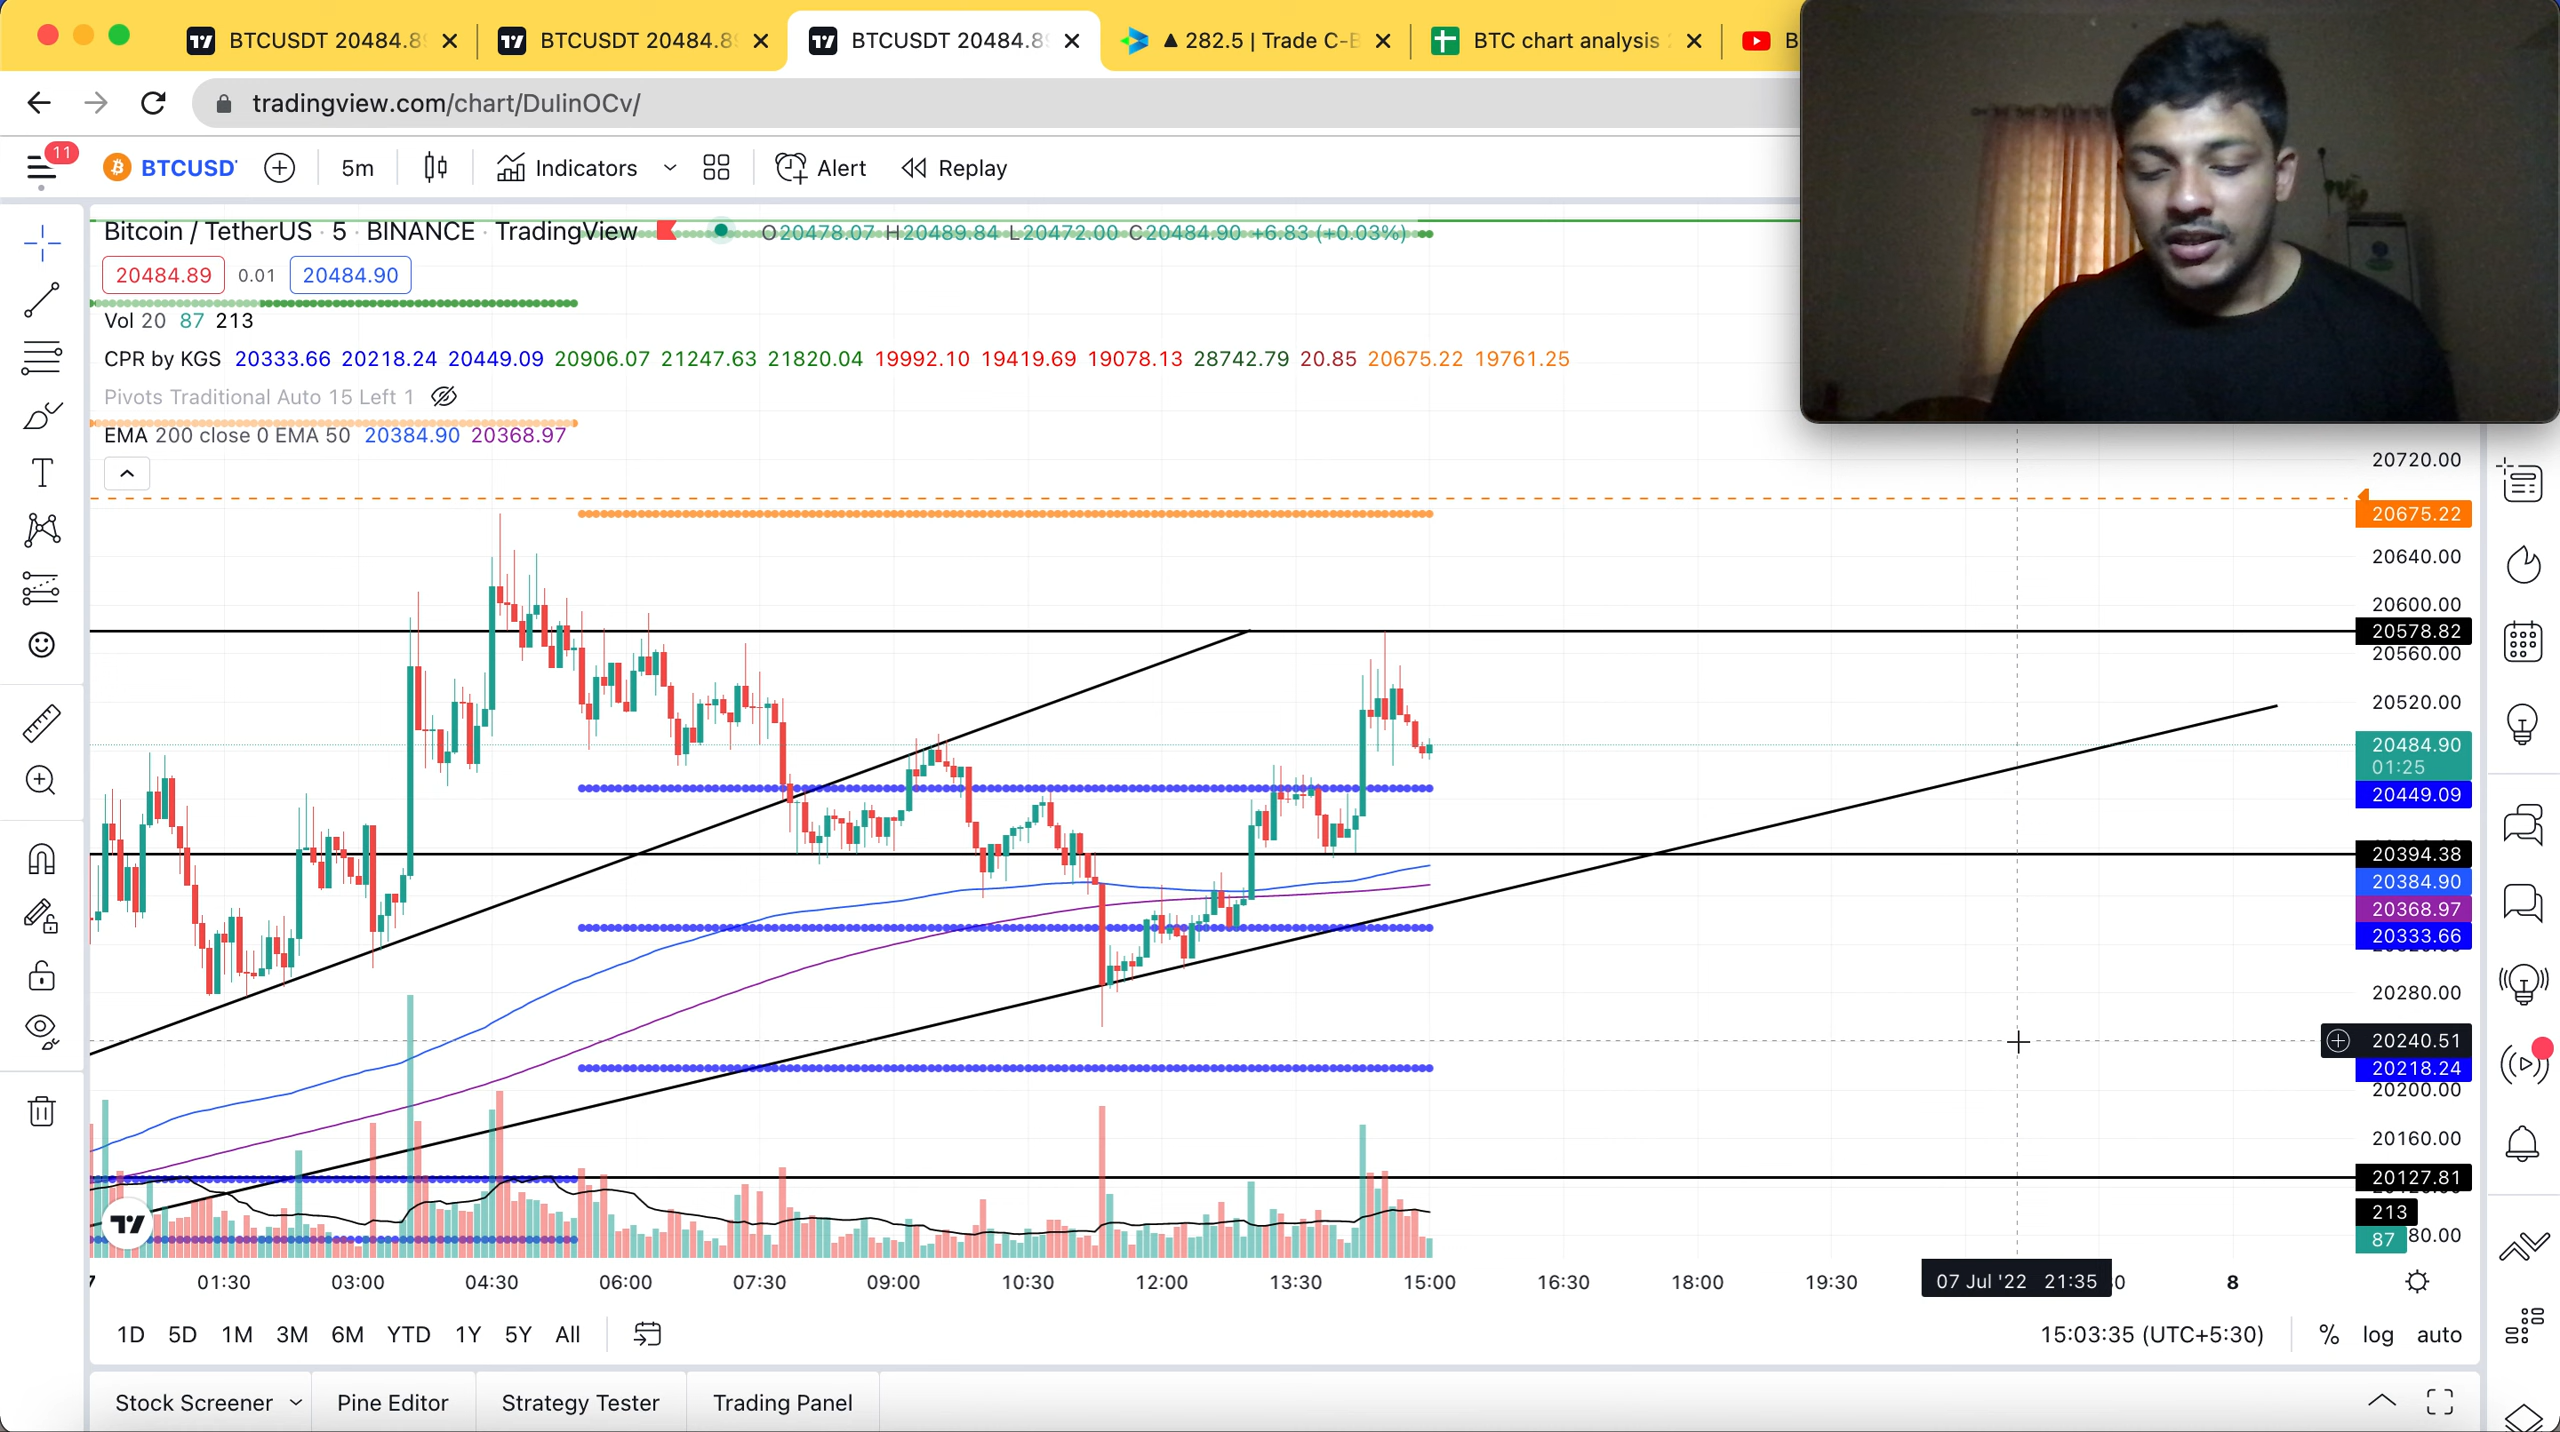 BTCUSDT 20484.89
BTCUSDT 20484.89
BTCUSDT 20484.89
▲ 282.5 | Trade C-B
BTC chart analysis
B
tradingview.com/chart/DuIinOCv/
11
BTCUSD
5m
Indicators
Alert
Replay
Bitcoin / TetherUS · 5 · BINANCE · TradingView
O20478.07 H20489.84 L20472.00 C20484.90 +6.83 (+0.03%)
20484.89 0.01 20484.90
Vol 20 87 213
CPR by KGS 20333.66 20218.24 20449.09 20906.07 21247.63 21820.04 19992.10 19419.69 19078.13 28742.79 20.85 20675.22 19761.25
Pivots Traditional Auto 15 Left 1
EMA 200 close 0 EMA 50 20384.90 20368.97
20720.00
20675.22
20640.00
20600.00
20578.82
20560.00
20520.00
20484.90
01:25
20449.09
20394.38
20384.90
20368.97
20333.66
20280.00
20240.51
20218.24
20200.00
20160.00
20127.81
213
87
80.00
7 01:30 03:00 04:30 06:00 07:30 09:00 10:30 12:00 13:30 15:00 16:30 18:00 19:30 07 Jul '22 21:35 0 8
1D 5D 1M 3M 6M YTD 1Y 5Y All
15:03:35 (UTC+5:30) % log auto
Stock Screener Pine Editor Strategy Tester Trading Panel